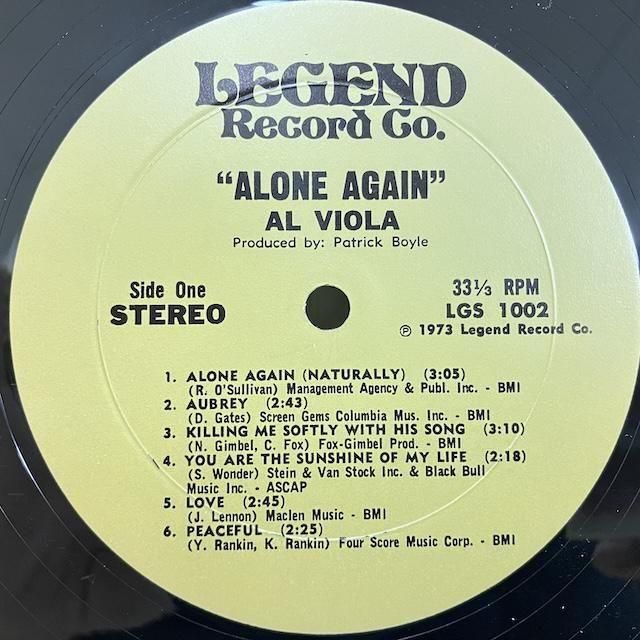 LEGEND
Record Co.
"ALONE AGAIN"
AL VIOLA
Produced by: Patrick Boyle
Side One
STEREO
33⅓ RPM
LGS 1002
℗ 1973 Legend Record Co.
1. ALONE AGAIN (NATURALLY) (3:05)
(R. O'Sullivan) Management Agency & Publ. Inc. - BMI
2. AUBREY (2:43)
(D. Gates) Screen Gems Columbia Mus. Inc. - BMI
3. KILLING ME SOFTLY WITH HIS SONG (3:10)
(N. Gimbel, C. Fox) Fox-Gimbel Prod. - BMI
4. YOU ARE THE SUNSHINE OF MY LIFE (2:18)
(S. Wonder) Stein & Van Stock Inc. & Black Bull
Music Inc. - ASCAP
5. LOVE (2:45)
(J. Lennon) Maclen Music - BMI
6. PEACEFUL (2:25)
(Y. Rankin, K. Rankin) Four Score Music Corp. - BMI